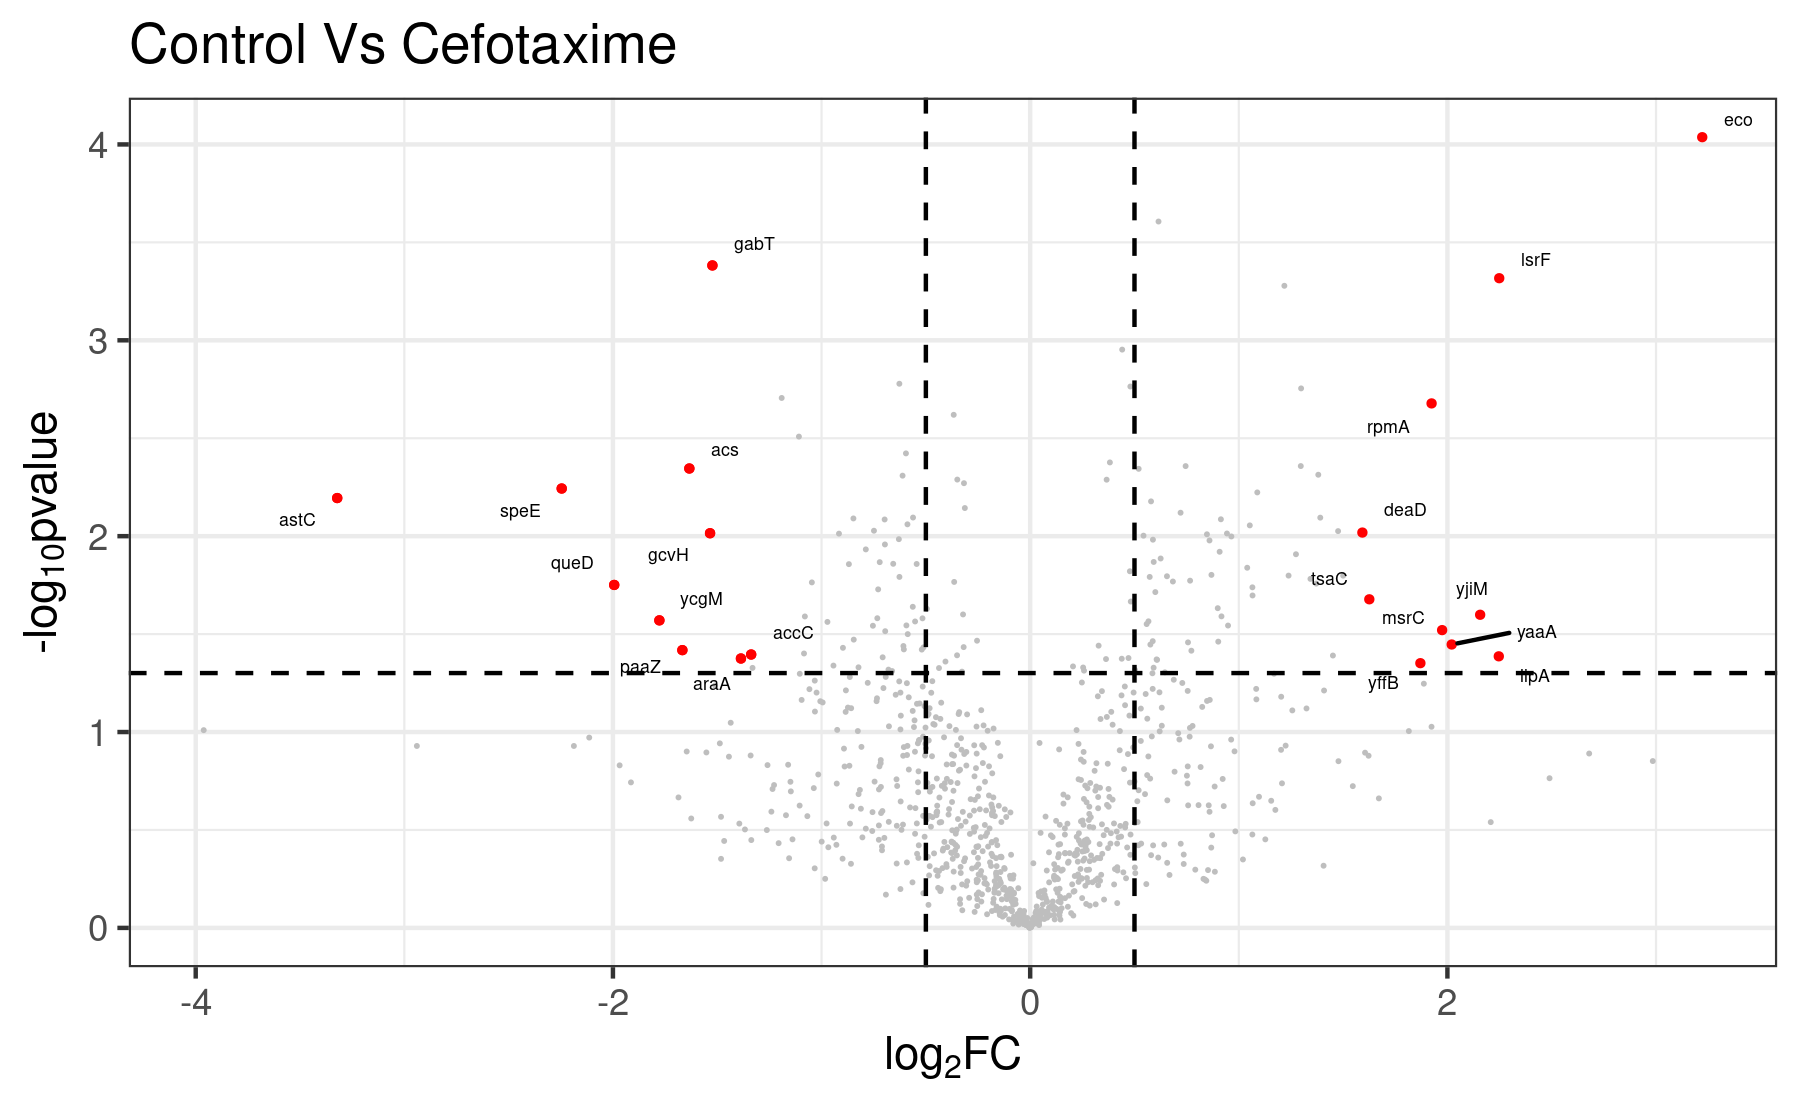 Control Vs Cefotaxime
eco
4
gabT
lsrF
3
rpmA
acs
speE
astC
deaD
2
gcvH
queD
tsaC
yjiM
ycgM
msrC
accC
yaaA
paaZ
araA
yffB
1
0
-4
-2
0
2
-log10pvalue
log2FC